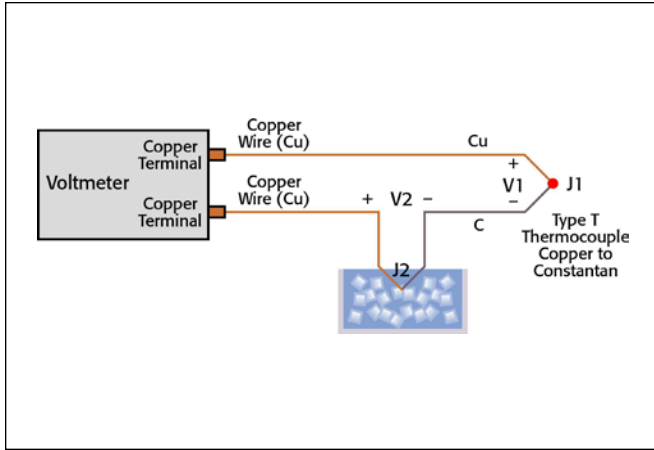 Voltmeter
Copper
Terminal
Copper
Terminal
Copper
Wire (Cu)
Copper
Wire (Cu)
Cu
+
V1
−
J1
+ V2 −
C
J2
Type T
Thermocouple
Copper to
Constantan